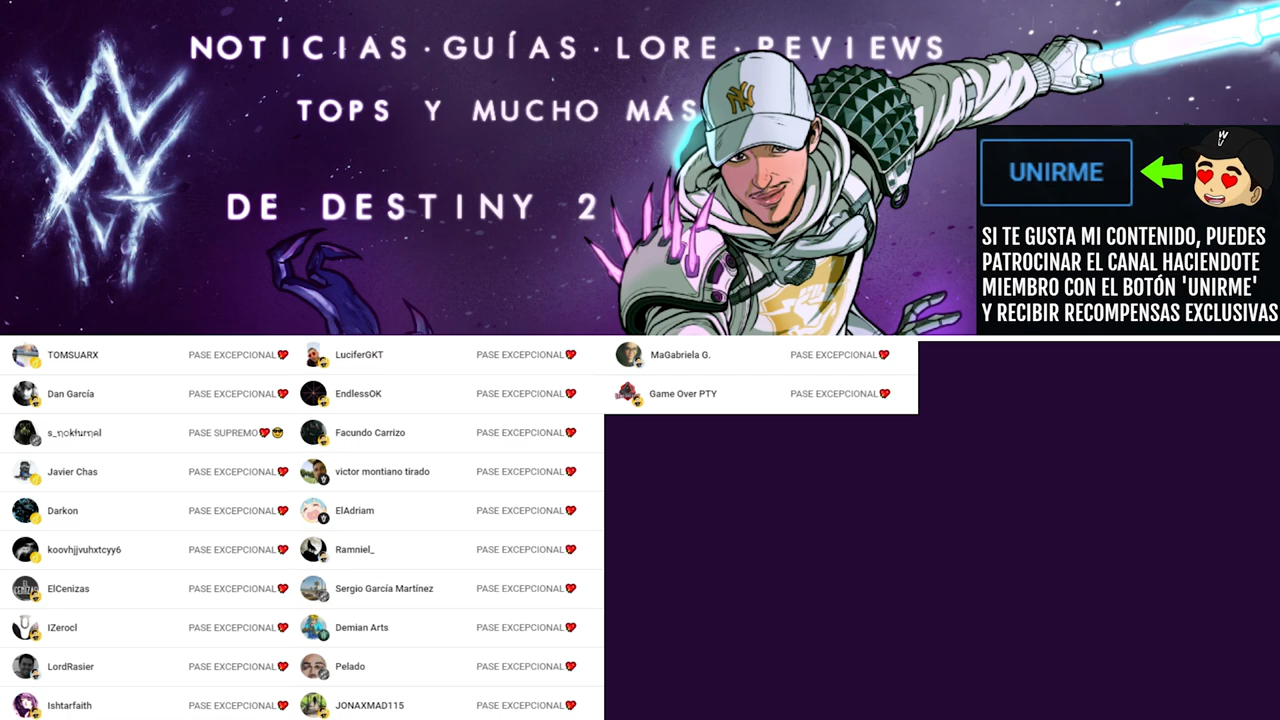 NOTICIAS · GUÍAS · LORE · REVIEWS
TOPS Y MUCHO MÁS
DE DESTINY 2
NY
UNIRME
SI TE GUSTA MI CONTENIDO, PUEDES
PATROCINAR EL CANAL HACIENDOTE
MIEMBRO CON EL BOTÓN 'UNIRME'
Y RECIBIR RECOMPENSAS EXCLUSIVAS
TOMSUARX PASE EXCEPCIONAL
Dan García PASE EXCEPCIONAL
s_ηokŧurηαl PASE SUPREMO
Javier Chas PASE EXCEPCIONAL
Darkon PASE EXCEPCIONAL
koovhjjvuhxtcyy6 PASE EXCEPCIONAL
ElCenizas PASE EXCEPCIONAL
IZerocl PASE EXCEPCIONAL
LordRasier PASE EXCEPCIONAL
Ishtarfaith PASE EXCEPCIONAL
LuciferGKT PASE EXCEPCIONAL
EndlessOK PASE EXCEPCIONAL
Facundo Carrizo PASE EXCEPCIONAL
victor montiano tirado PASE EXCEPCIONAL
ElAdriam PASE EXCEPCIONAL
Ramniel_ PASE EXCEPCIONAL
Sergio García Martínez PASE EXCEPCIONAL
Demian Arts PASE EXCEPCIONAL
Pelado PASE EXCEPCIONAL
JONAXMAD115 PASE EXCEPCIONAL
MaGabriela G. PASE EXCEPCIONAL
Game Over PTY PASE EXCEPCIONAL